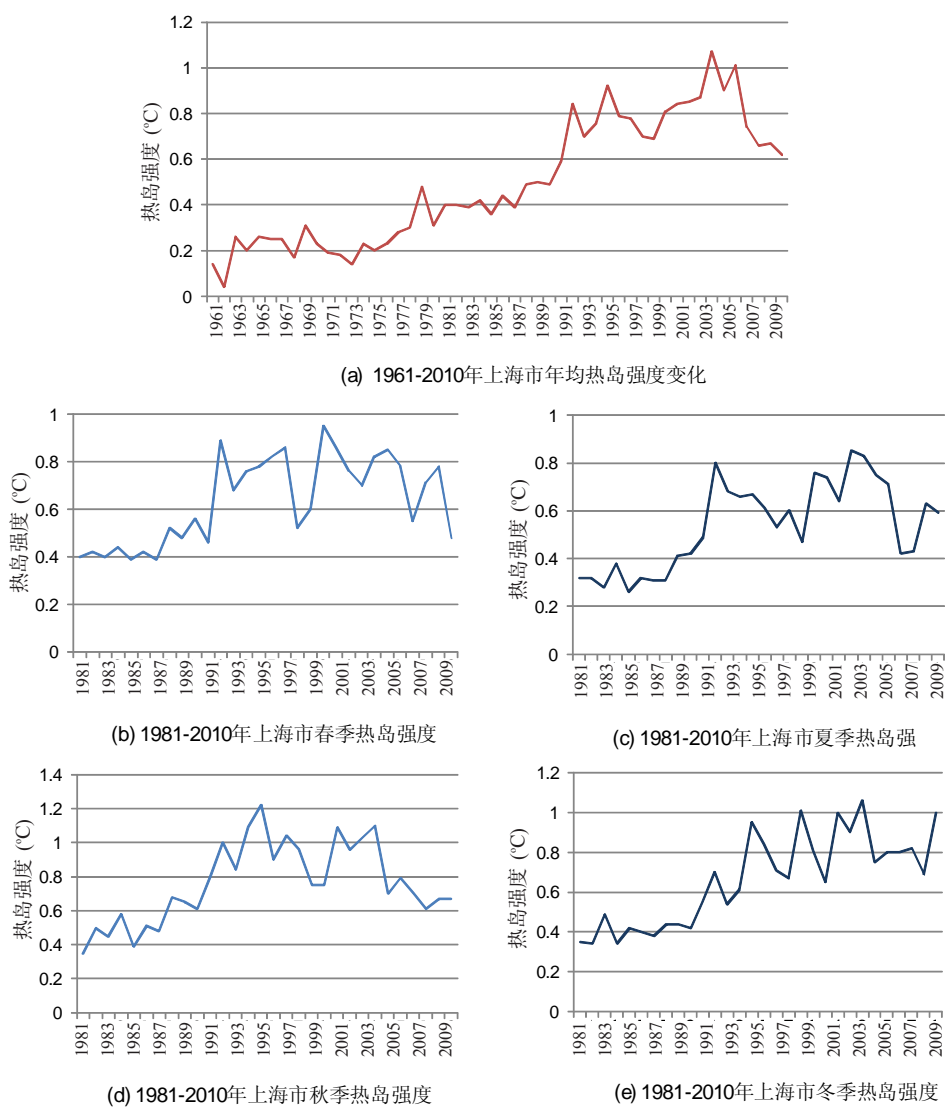 1.2
1
0.8
0.6
0.4
0.2
0
热岛强度 (℃)
1961 1963 1965 1967 1969 1971 1973 1975 1977 1979 1981 1983 1985 1987 1989 1991 1993 1995 1997 1999 2001 2003 2005 2007 2009
(a) 1961-2010年上海市年均热岛强度变化
1
0.8
0.6
0.4
0.2
0
热岛强度 (℃)
1981 1983 1985 1987 1989 1991 1993 1995 1997 1999 2001 2003 2005 2007 2009
(b) 1981-2010年上海市春季热岛强度
1
0.8
0.6
0.4
0.2
0
热岛强度 (℃)
1981 1983 1985 1987 1989 1991 1993 1995 1997 1999 2001 2003 2005 2007 2009
(c) 1981-2010年上海市夏季热岛强
1.4
1.2
1
0.8
0.6
0.4
0.2
0
热岛强度 (℃)
1981 1983 1985 1987 1989 1991 1993 1995 1997 1999 2001 2003 2005 2007 2009
(d) 1981-2010年上海市秋季热岛强度
1.2
1
0.8
0.6
0.4
0.2
0
热岛强度 (℃)
1981 1983 1985 1987 1989 1991 1993 1995 1997 1999 2001 2003 2005 2007 2009
(e) 1981-2010年上海市冬季热岛强度